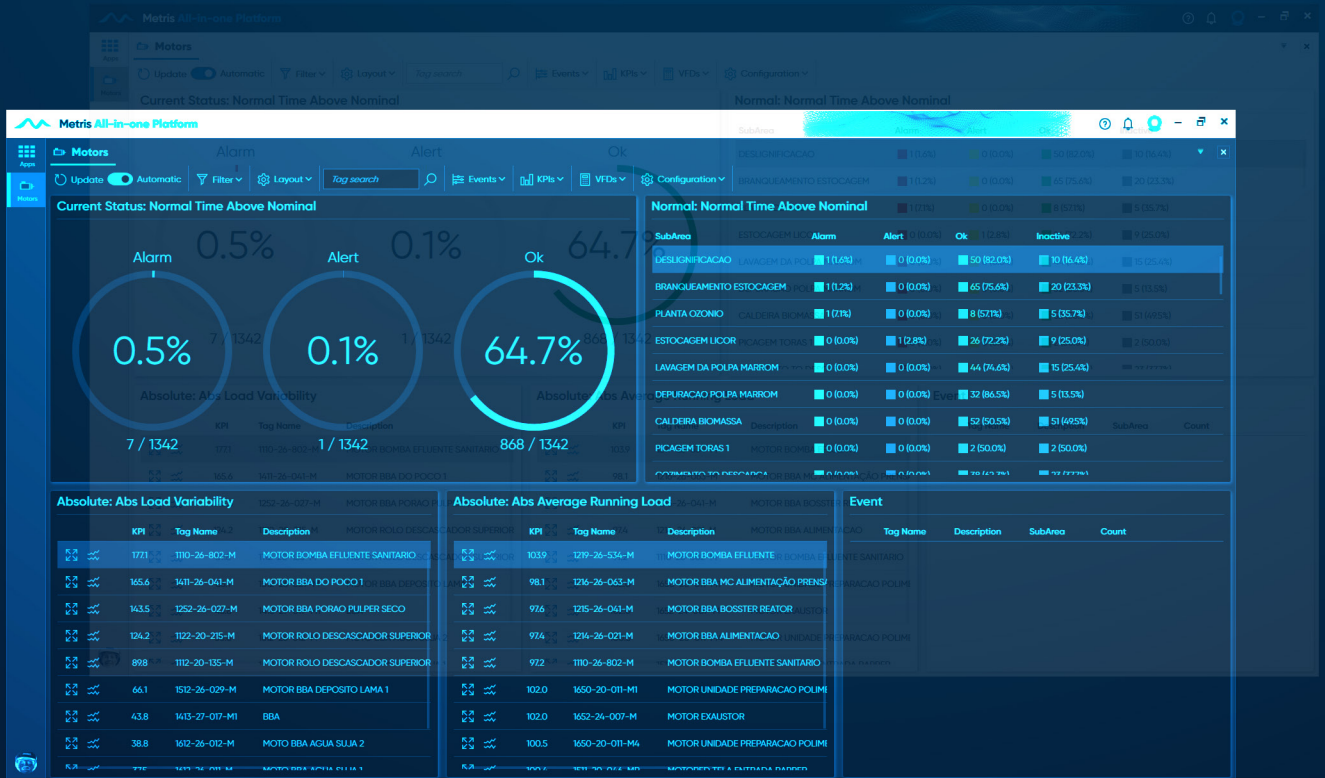 Metris All-in-one Platform
Apps
Motors
Motors
Update Automatic Filter Layout Tag search Events KPIs VFDs Configuration
Current Status: Normal Time Above Nominal
Alarm Alert Ok
0.5% 0.1% 64.7%
7 / 1342 1 / 1342 868 / 1342
Normal: Normal Time Above Nominal
SubArea Alarm Alert Ok Inactive
DESLIGNIFICACAO 1 (1.6%) 0 (0.0%) 50 (82.0%) 10 (16.4%)
BRANQUEAMENTO ESTOCAGEM 1 (1.2%) 0 (0.0%) 65 (75.6%) 20 (23.3%)
PLANTA OZONIO 1 (7.1%) 0 (0.0%) 8 (57.1%) 5 (35.7%)
ESTOCAGEM LICOR 0 (0.0%) 1 (2.8%) 26 (72.2%) 9 (25.0%)
LAVAGEM DA POLPA MARROM 0 (0.0%) 0 (0.0%) 44 (74.6%) 15 (25.4%)
DEPURACAO POLPA MARROM 0 (0.0%) 0 (0.0%) 32 (86.5%) 5 (13.5%)
CALDEIRA BIOMASSA 0 (0.0%) 0 (0.0%) 52 (50.5%) 51 (49.5%)
PICAGEM TORAS 1 0 (0.0%) 0 (0.0%) 2 (50.0%) 2 (50.0%)
Absolute: Abs Load Variability
KPI Tag Name Description
177.1 1110-26-802-M MOTOR BOMBA EFLUENTE SANITARIO
165.6 1411-26-041-M MOTOR BBA DO POCO 1
143.5 1252-26-027-M MOTOR BBA PORAO PULPER SECO
124.2 1122-20-215-M MOTOR ROLO DESCASCADOR SUPERIOR
89.8 1112-20-135-M MOTOR ROLO DESCASCADOR SUPERIOR
66.1 1512-26-029-M MOTOR BBA DEPOSITO LAMA 1
43.8 1413-27-017-M1 BBA
38.8 1612-26-012-M MOTO BBA AGUA SUJA 2
Absolute: Abs Average Running Load
KPI Tag Name Description
103.9 1219-26-534-M MOTOR BOMBA EFLUENTE
98.1 1216-26-063-M MOTOR BBA MC ALIMENTAÇÃO PRENSA
97.6 1215-26-041-M MOTOR BBA BOSSTER REATOR
97.4 1214-26-021-M MOTOR BBA ALIMENTACAO
97.2 1110-26-802-M MOTOR BOMBA EFLUENTE SANITARIO
102.0 1650-20-011-M1 MOTOR UNIDADE PREPARACAO POLIME
102.0 1652-24-007-M MOTOR EXAUSTOR
100.5 1650-20-011-M4 MOTOR UNIDADE PREPARACAO POLIME
Event
Tag Name Description SubArea Count